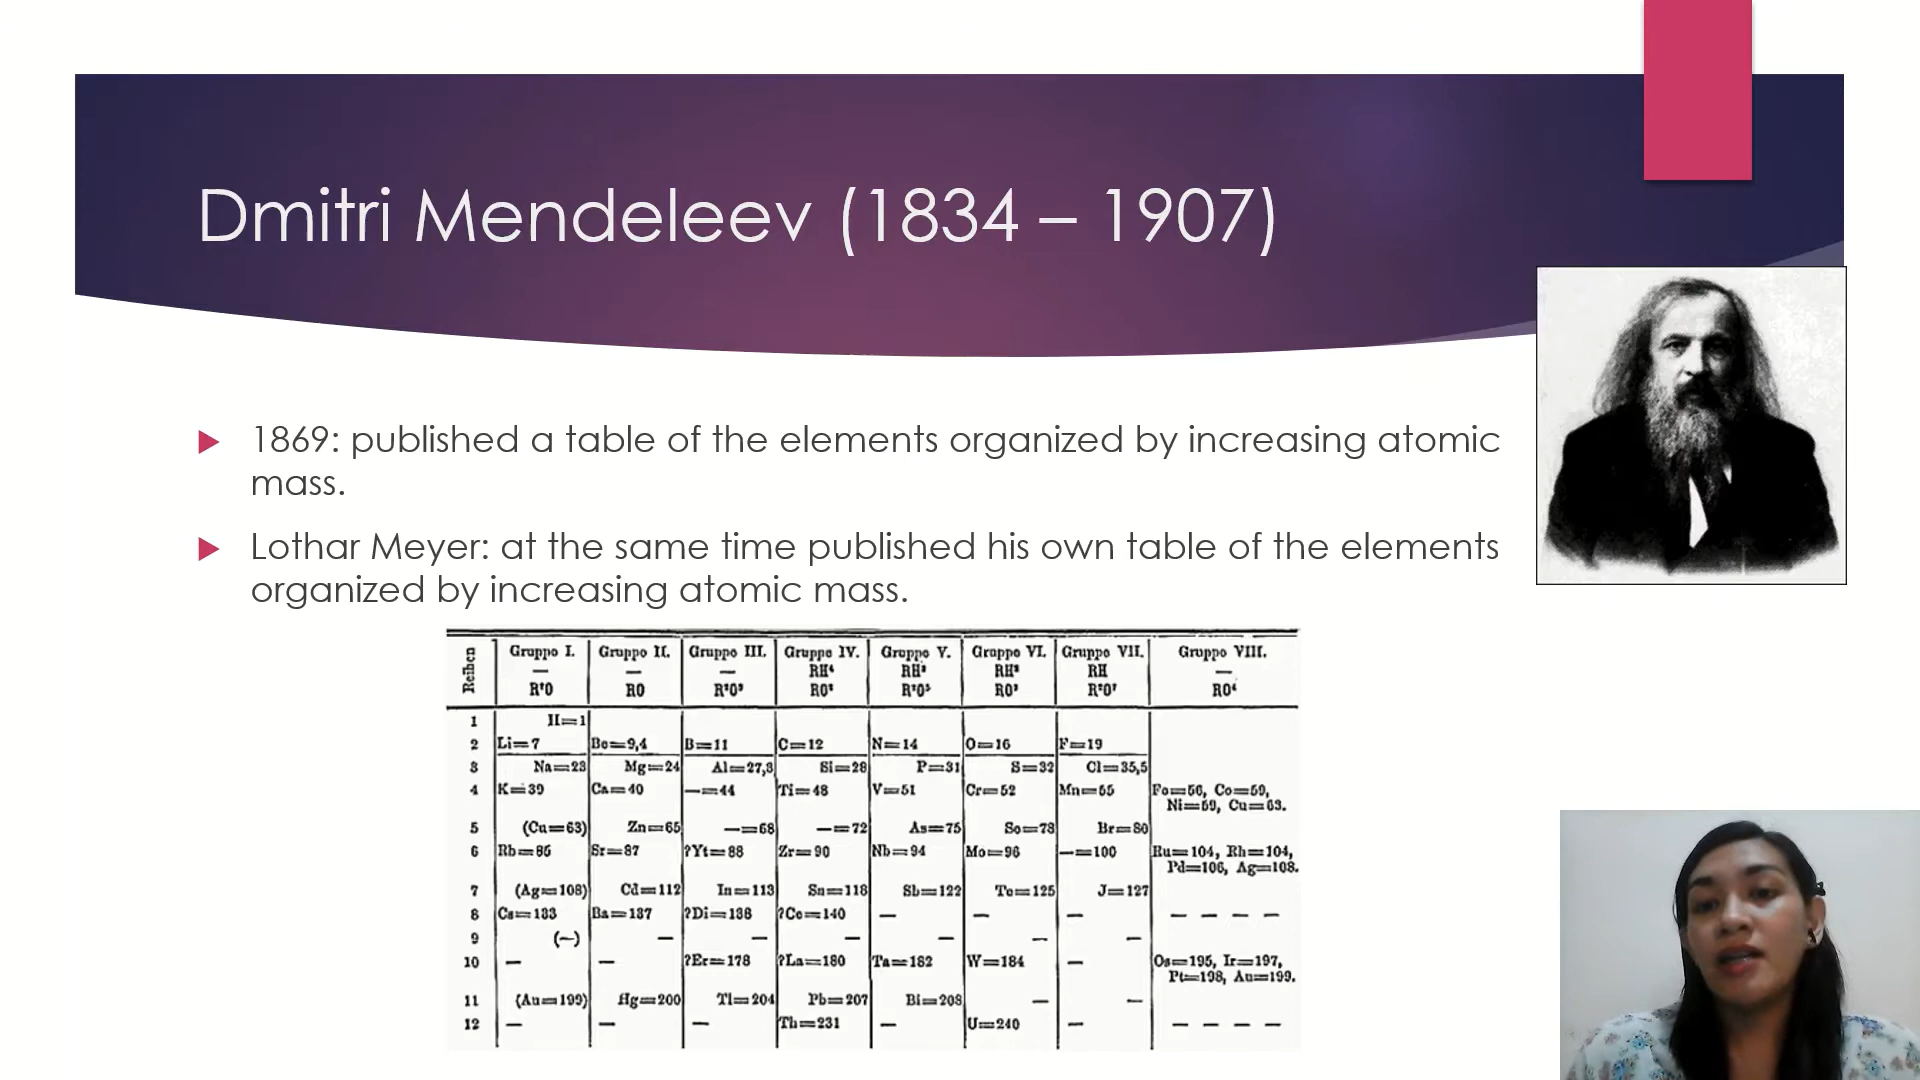 Dmitri Mendeleev (1834 – 1907)
1869: published a table of the elements organized by increasing atomic
mass.
Lothar Meyer: at the same time published his own table of the elements
organized by increasing atomic mass.
Reihen Gruppo I. Gruppo II. Gruppo III. Gruppo IV. Gruppo V. Gruppo VI. Gruppo VII. Gruppo VIII.
— — — RH⁴ RH³ RH² RH —
R²O RO R²O³ RO² R²O⁵ RO³ R²O⁷ RO⁴
1 H=1
2 Li=7 Be=9,4 B=11 C=12 N=14 O=16 F=19
3 Na=23 Mg=24 Al=27,3 Si=28 P=31 S=32 Cl=35,5
4 K=39 Ca=40 —=44 Ti=48 V=51 Cr=52 Mn=55 Fe=56, Co=59,
Ni=59, Cu=63.
5 (Cu=63) Zn=65 —=68 —=72 As=75 Se=78 Br=80
6 Rb=85 Sr=87 ?Yt=88 Zr=90 Nb=94 Mo=96 —=100 Ru=104, Rh=104,
Pd=106, Ag=108.
7 (Ag=108) Cd=112 In=113 Sn=118 Sb=122 Te=125 J=127
8 Cs=133 Ba=137 ?Di=138 ?Ce=140 — — — — — — —
9 (—) — — — — — —
10 — — ?Er=178 ?La=180 Ta=182 W=184 — Os=195, Ir=197,
Pt=198, Au=199.
11 (Au=199) Hg=200 Tl=204 Pb=207 Bi=208 — —
12 — — — Th=231 — U=240 — — — — —